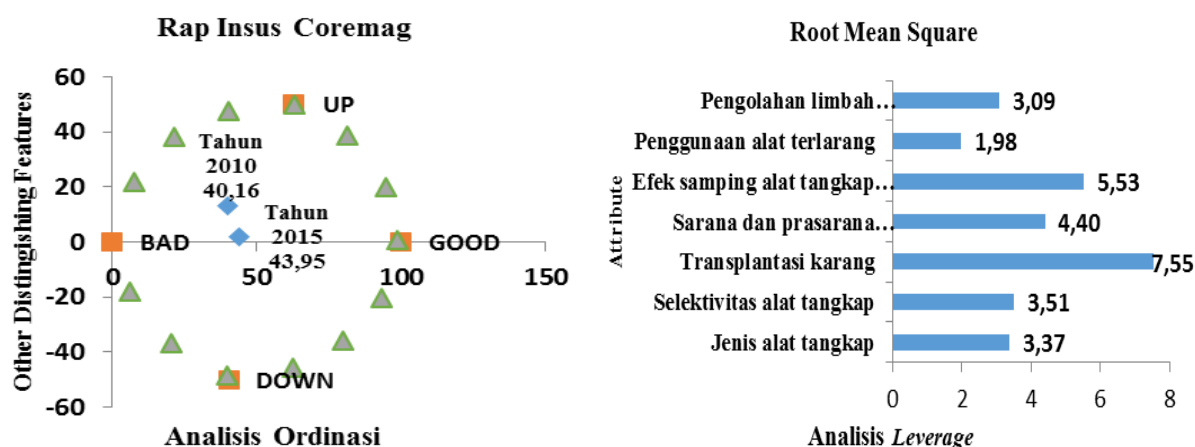 Rap Insus Coremag
Other Distingishing Features
60
40
20
0
-20
-40
-60
UP
Tahun
2010
40,16
Tahun
2015
43,95
BAD
GOOD
DOWN
0
50
100
150
Analisis Ordinasi
Root Mean Square
Attribute
Pengolahan limbah...
3,09
Penggunaan alat terlarang
1,98
Efek samping alat tangkap...
5,53
Sarana dan prasarana...
4,40
Transplantasi karang
7,55
Selektivitas alat tangkap
3,51
Jenis alat tangkap
3,37
0
2
4
6
8
Analisis Leverage